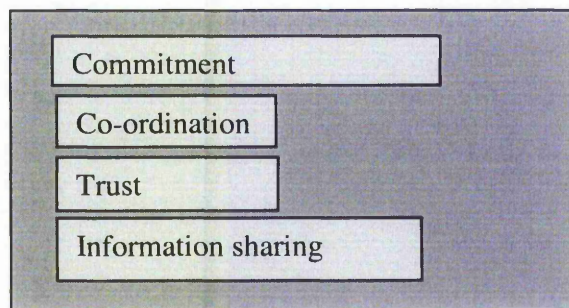 Commitment
Co-ordination
Trust
Information sharing